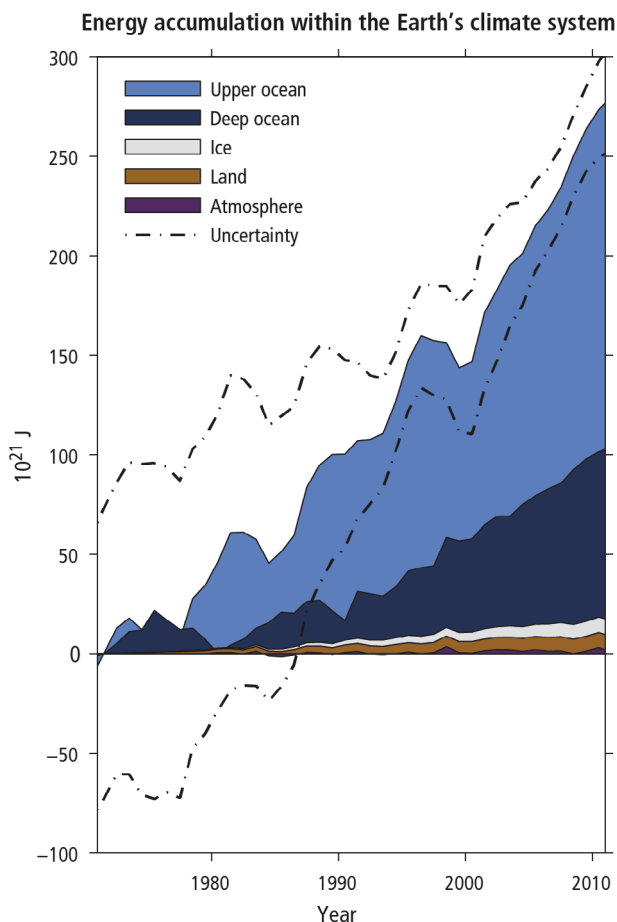 Energy accumulation within the Earth’s climate system
300
250
200
150
100
50
0
−50
−100
10²¹ J
Upper ocean
Deep ocean
Ice
Land
Atmosphere
Uncertainty
1980
1990
2000
2010
Year